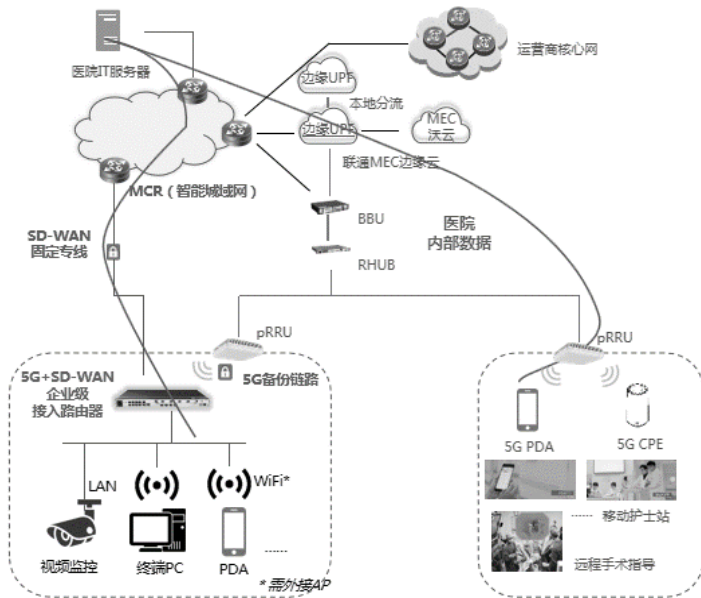 医院IT服务器
运营商核心网
边缘UPF
本地分流
边缘UPF
MEC
沃云
联通MEC边缘云
MCR（智能城域网）
SD-WAN
固定专线
BBU
RHUB
医院
内部数据
pRRU
pRRU
5G+SD-WAN
企业级
接入路由器
5G备份链路
5G PDA
5G CPE
LAN
WiFi*
视频监控
终端PC
PDA
......
*需外接AP
...... 移动护士站
远程手术指导